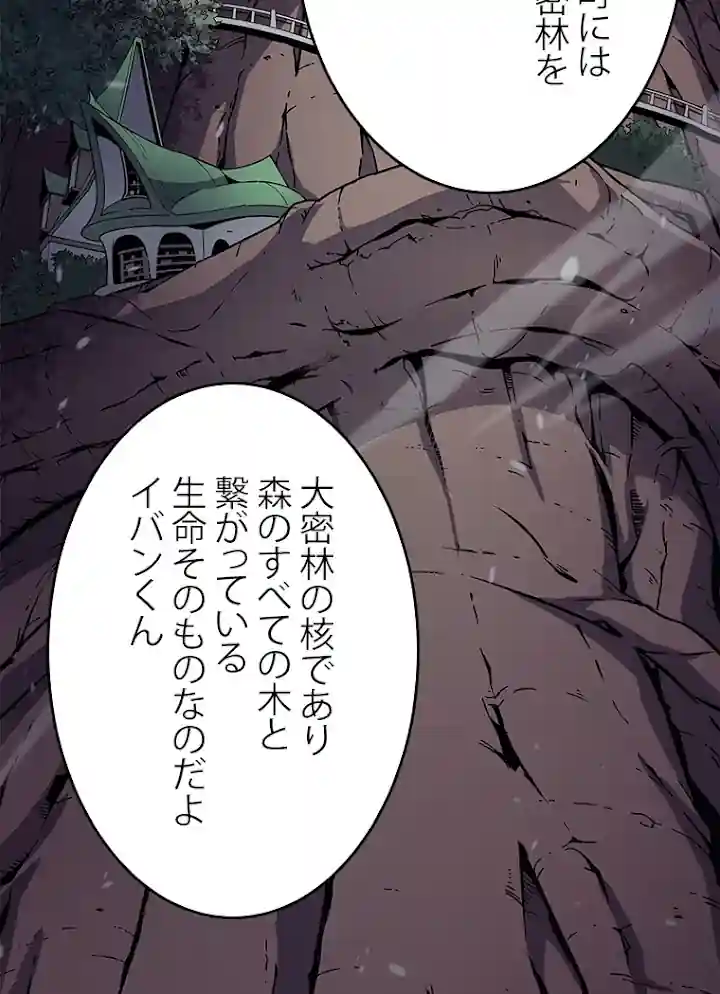 には
密林を
大密林の核であり
森のすべての木と
繋がっている
生命そのものなのだよ
イバンくん